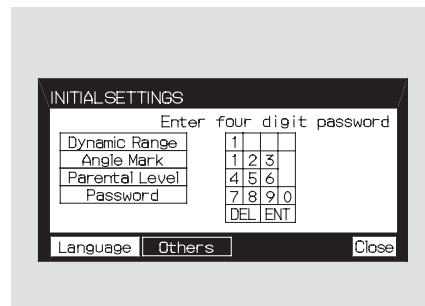 INITIAL SETTINGS
Enter four digit password
Dynamic Range
Angle Mark
Parental Level
Password
1
1 2 3
4 5 6
7 8 9 0
DEL ENT
Language Others Close